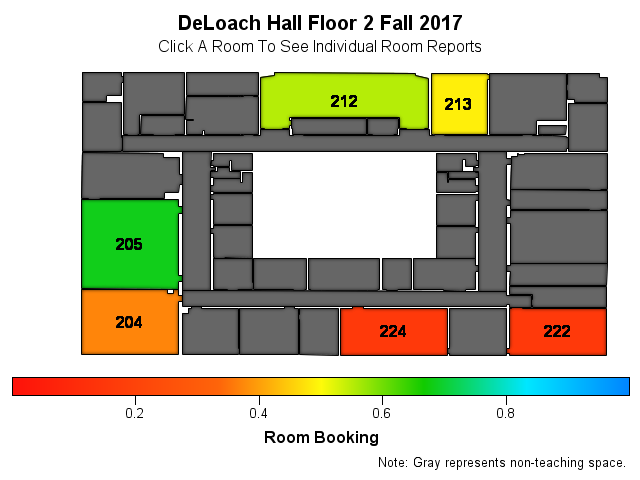 DeLoach Hall Floor 2 Fall 2017
Click A Room To See Individual Room Reports
212
213
205
204
224
222
0.2 0.4 0.6 0.8
Room Booking
Note: Gray represents non-teaching space.